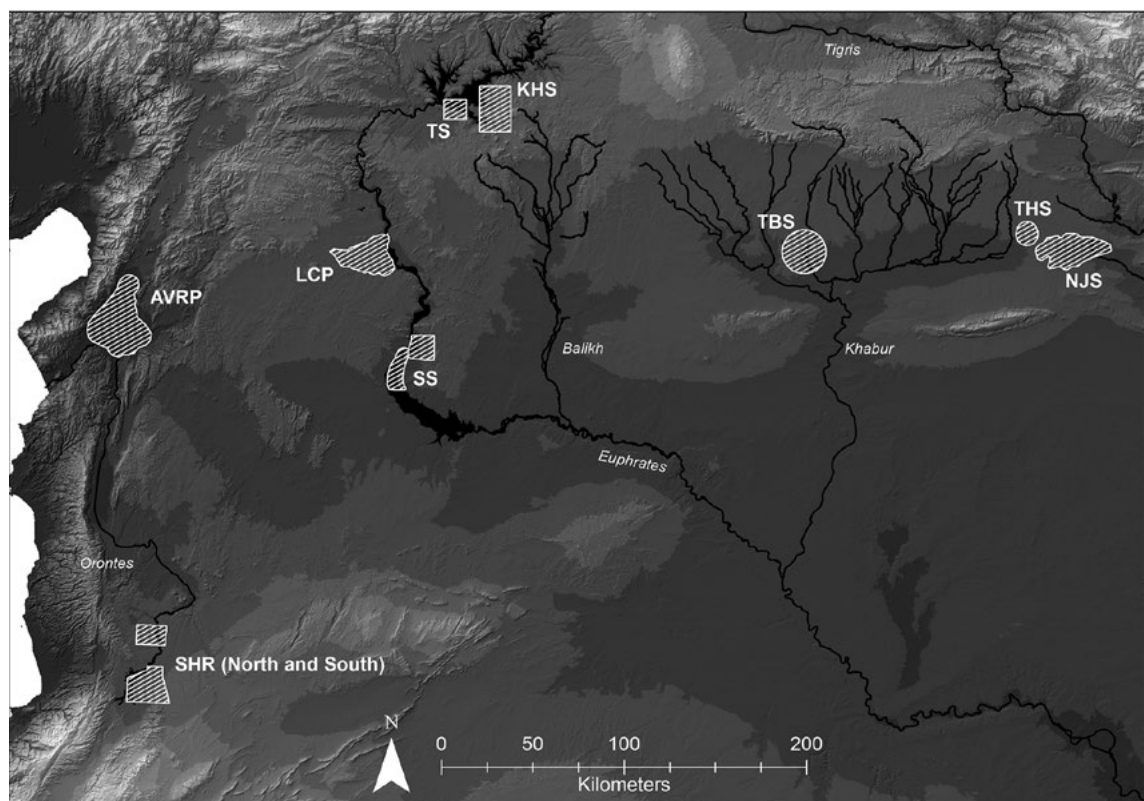 Tigris
KHS
TS
TBS
THS
LCP
NJS
AVRP
Balikh
Khabur
SS
Euphrates
Orontes
SHR (North and South)
N
0 50 100 200
Kilometers